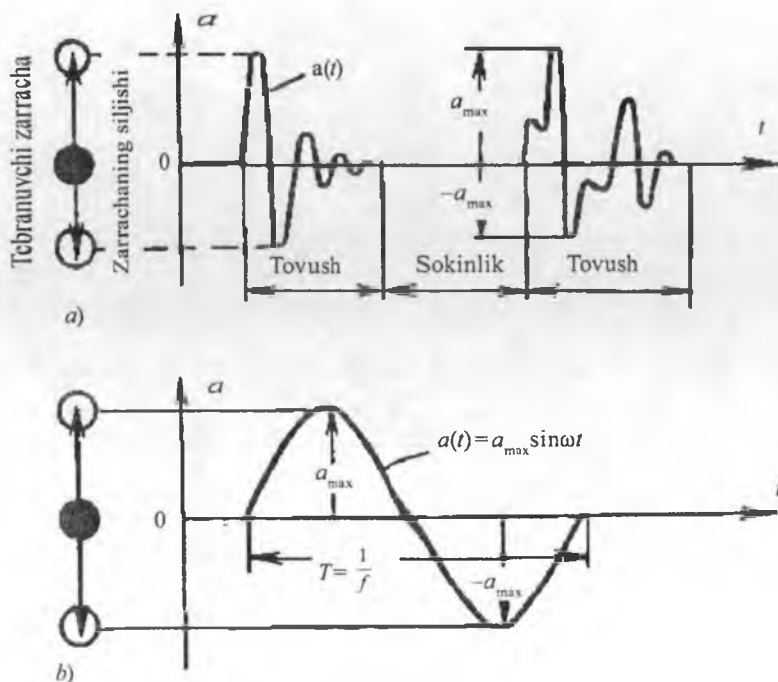 Tebranuvchi zarracha
Zarrachaning siljishi
a
a(t)
a_max
-a_max
t
0
Tovush Sokinlik Tovush
a)
a
a(t) = a_max sinωt
a_max
t
0
T = 1/f
-a_max
b)